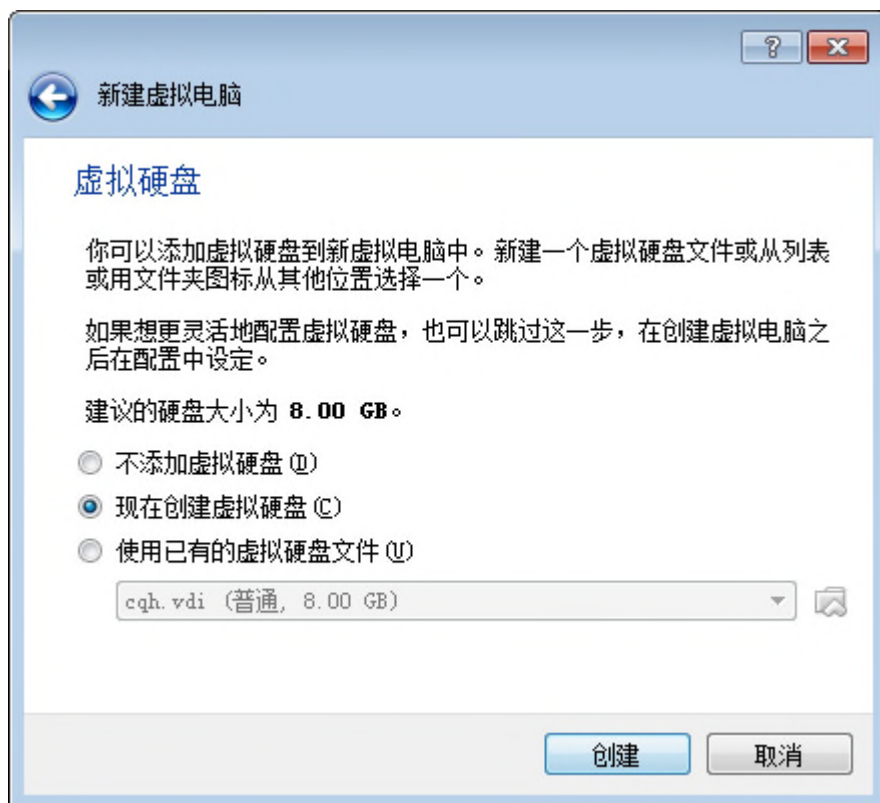 新建虚拟电脑
虚拟硬盘
你可以添加虚拟硬盘到新虚拟电脑中。新建一个虚拟硬盘文件或从列表
或用文件夹图标从其他位置选择一个。
如果想更灵活地配置虚拟硬盘，也可以跳过这一步，在创建虚拟电脑之
后在配置中设定。
建议的硬盘大小为 8.00 GB。
不添加虚拟硬盘(D)
现在创建虚拟硬盘(C)
使用已有的虚拟硬盘文件(U)
cqh.vdi (普通, 8.00 GB)
创建 取消